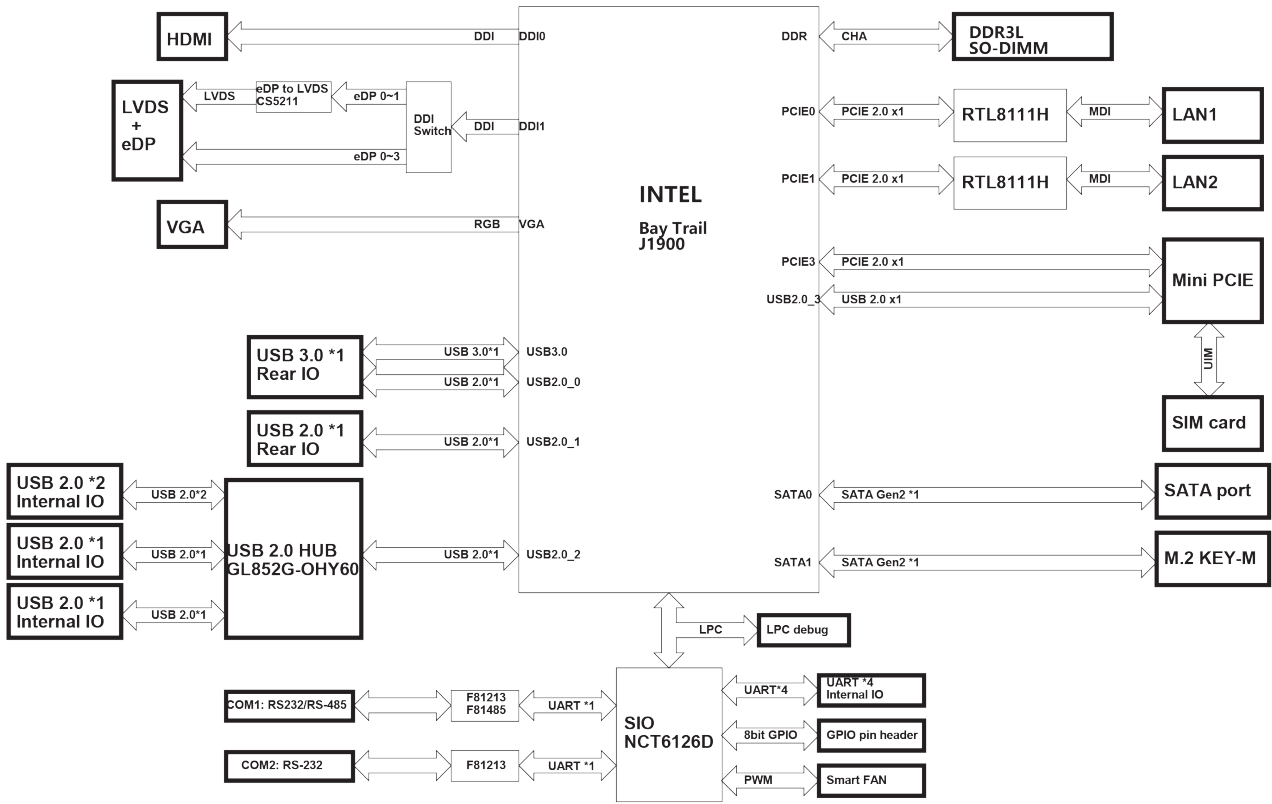 HDMI
DDI
DDI0
LVDS
+
eDP
LVDS
eDP to LVDS
CS5211
eDP 0~1
DDI
Switch
DDI
DDI1
eDP 0~3
VGA
RGB
VGA
INTEL
Bay Trail
J1900
DDR
CHA
DDR3L
SO-DIMM
PCIE0
PCIE 2.0 x1
RTL8111H
MDI
LAN1
PCIE1
PCIE 2.0 x1
RTL8111H
MDI
LAN2
PCIE3
PCIE 2.0 x1
Mini PCIE
USB2.0_3
USB 2.0 x1
UIM
SIM card
USB 3.0 *1
Rear IO
USB 3.0*1
USB3.0
USB 2.0*1
USB2.0_0
USB 2.0 *1
Rear IO
USB 2.0*1
USB2.0_1
USB 2.0 *2
Internal IO
USB 2.0*2
USB 2.0 *1
Internal IO
USB 2.0*1
USB 2.0 HUB
GL852G-OHY60
USB 2.0*1
USB2.0_2
USB 2.0 *1
Internal IO
USB 2.0*1
SATA0
SATA Gen2 *1
SATA port
SATA1
SATA Gen2 *1
M.2 KEY-M
LPC
LPC debug
COM1: RS232/RS-485
F81213
F81485
UART *1
COM2: RS-232
F81213
UART *1
SIO
NCT6126D
UART*4
UART *4
Internal IO
8bit GPIO
GPIO pin header
PWM
Smart FAN